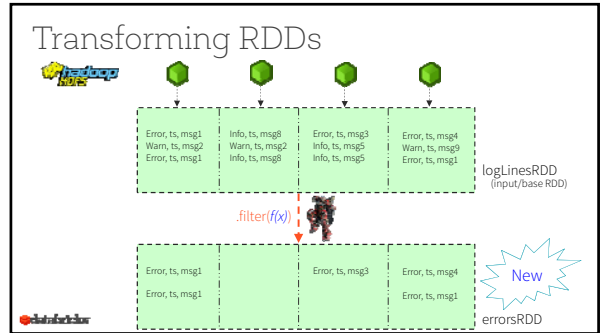 Transforming RDDs
hadoop
HDFS
Error, ts, msg1
Warn, ts, msg2
Error, ts, msg1
Info, ts, msg8
Warn, ts, msg2
Info, ts, msg8
Error, ts, msg3
Info, ts, msg5
Info, ts, msg5
Error, ts, msg4
Warn, ts, msg9
Error, ts, msg1
logLinesRDD
(input/base RDD)
.filter(f(x))
Error, ts, msg1
Error, ts, msg1
Error, ts, msg3
Error, ts, msg4
Error, ts, msg1
New
errorsRDD
databricks